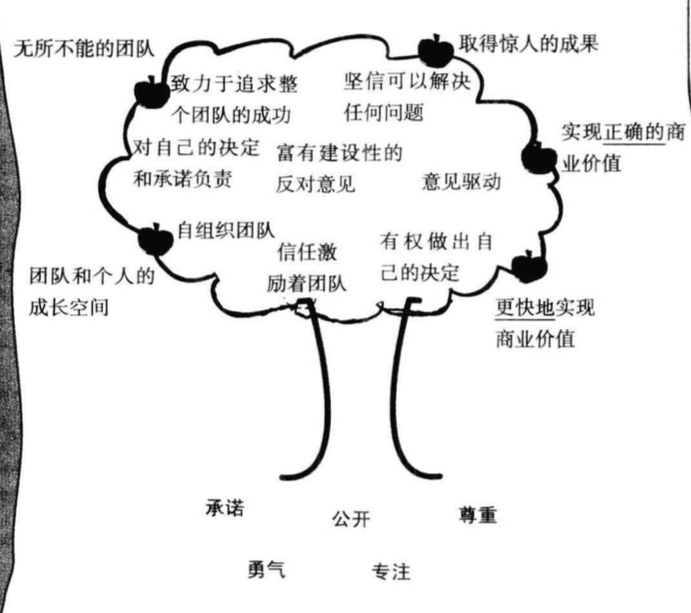 无所不能的团队
取得惊人的成果
致力于追求整
个团队的成功
坚信可以解决
任何问题
实现正确的商
业价值
对自己的决定
和承诺负责
富有建设性的
反对意见
意见驱动
自组织团队
信任激
励着团队
有权做出自
己的决定
团队和个人的
成长空间
更快地实现
商业价值
承诺
公开
尊重
勇气
专注